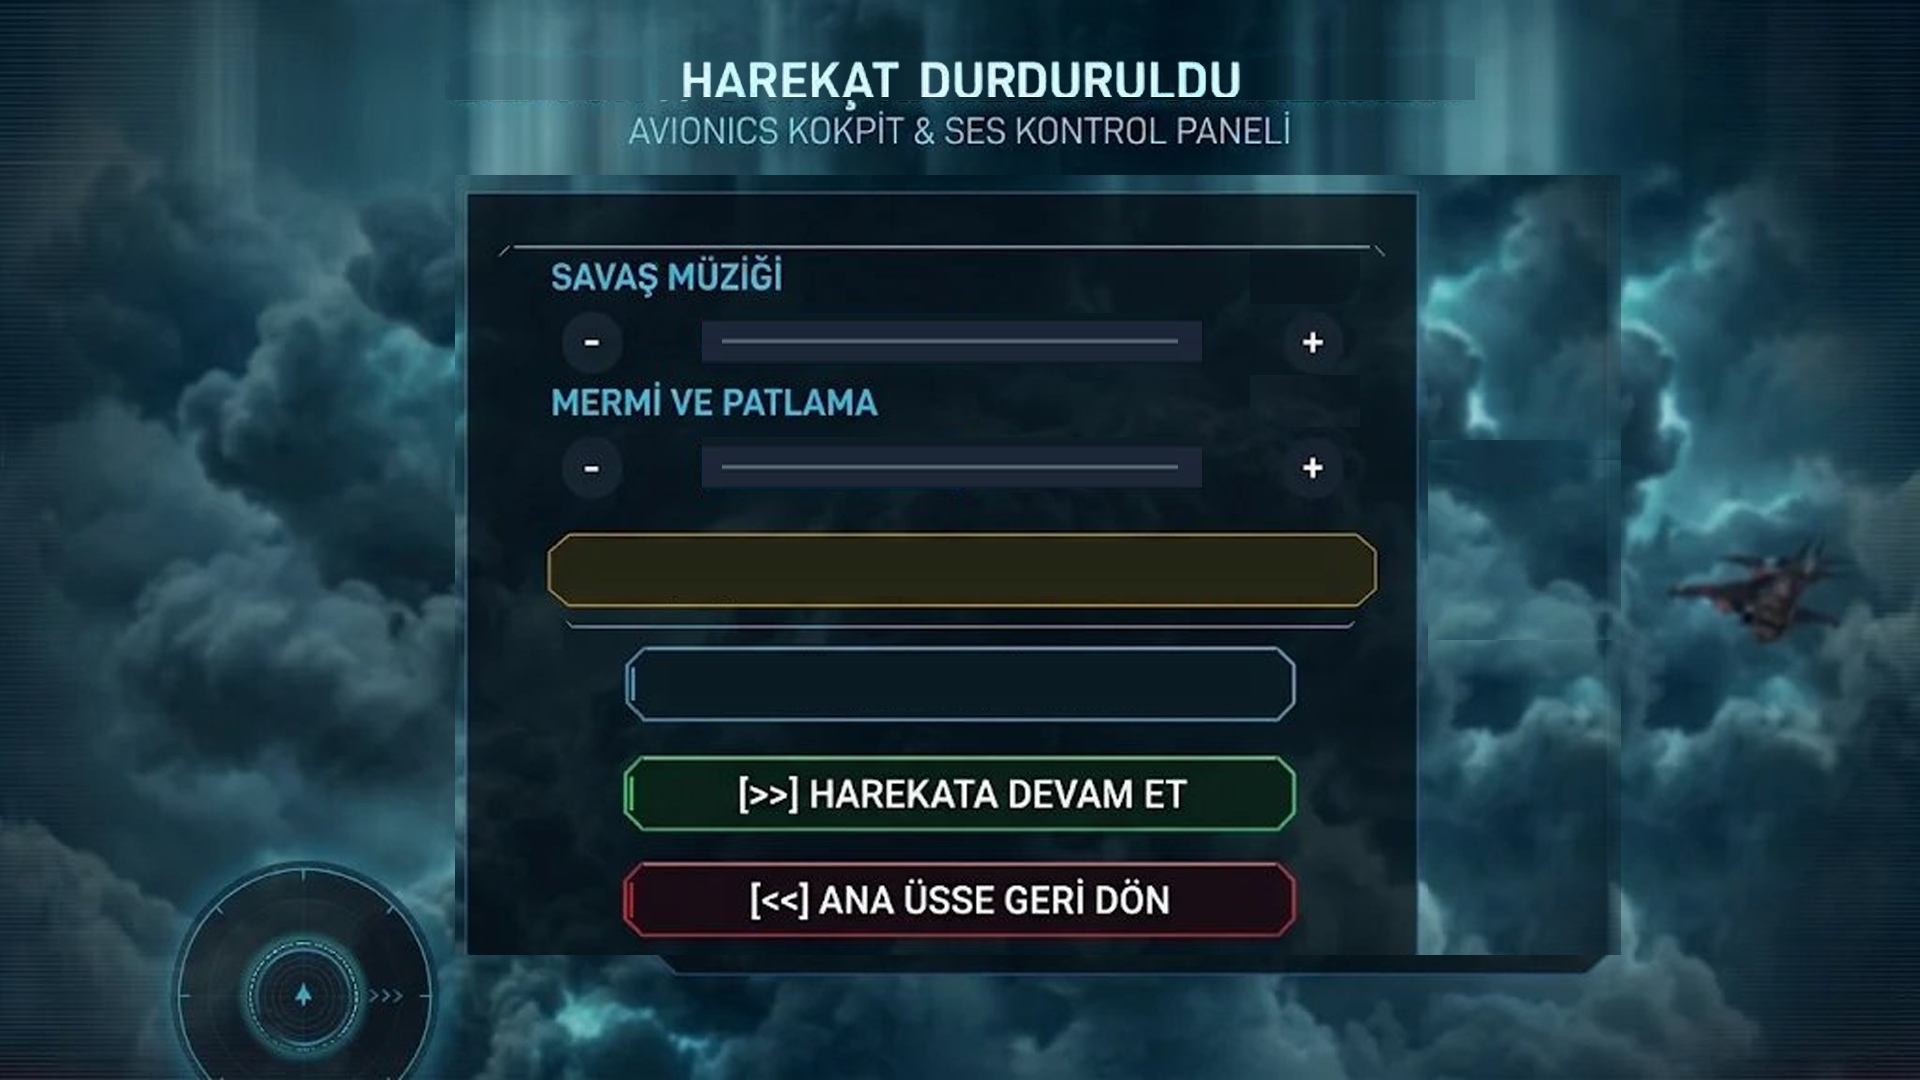 HAREKAT DURDURULDU
AVIONICS KOKPİT & SES KONTROL PANELİ
SAVAŞ MÜZİĞİ
- +
MERMİ VE PATLAMA
- +
[>>] HAREKATA DEVAM ET
[<<] ANA ÜSSE GERİ DÖN